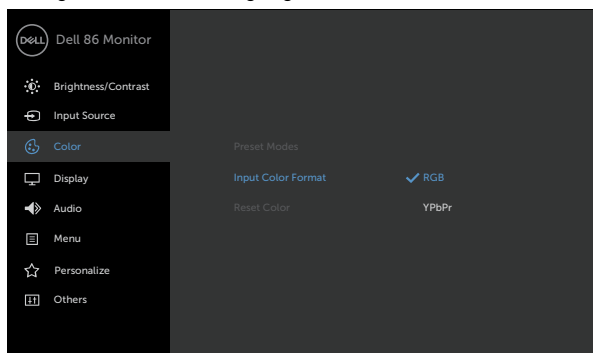 DELL Dell 86 Monitor
Brightness/Contrast
Input Source
Color Preset Modes
Display Input Color Format RGB
Audio Reset Color YPbPr
Menu
Personalize
Others